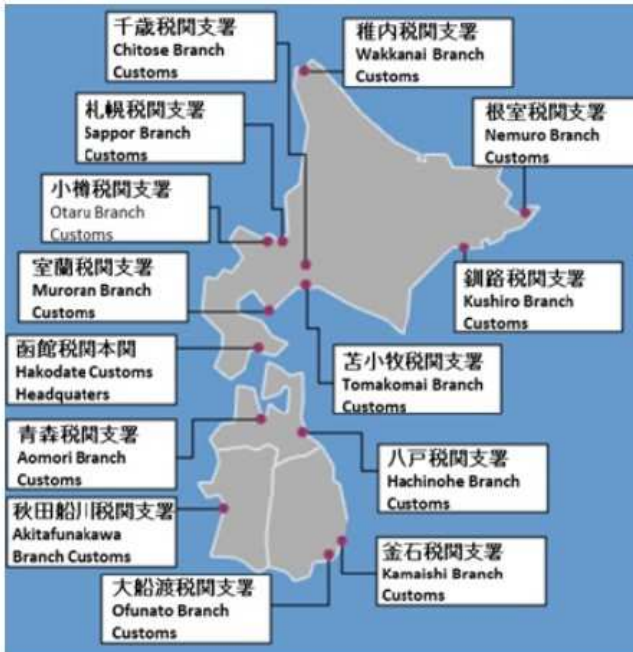 千歳税関支署
Chitose Branch
Customs
稚内税関支署
Wakkanai Branch
Customs
札幌税関支署
Sappor Branch
Customs
根室税関支署
Nemuro Branch
Customs
小樽税関支署
Otaru Branch
Customs
室蘭税関支署
Muroran Branch
Customs
釧路税関支署
Kushiro Branch
Customs
函館税関本関
Hakodate Customs
Headquaters
苫小牧税関支署
Tomakomai Branch
Customs
青森税関支署
Aomori Branch
Customs
八戸税関支署
Hachinohe Branch
Customs
秋田船川税関支署
Akitafunakawa
Branch Customs
釜石税関支署
Kamaishi Branch
Customs
大船渡税関支署
Ofunato Branch
Customs